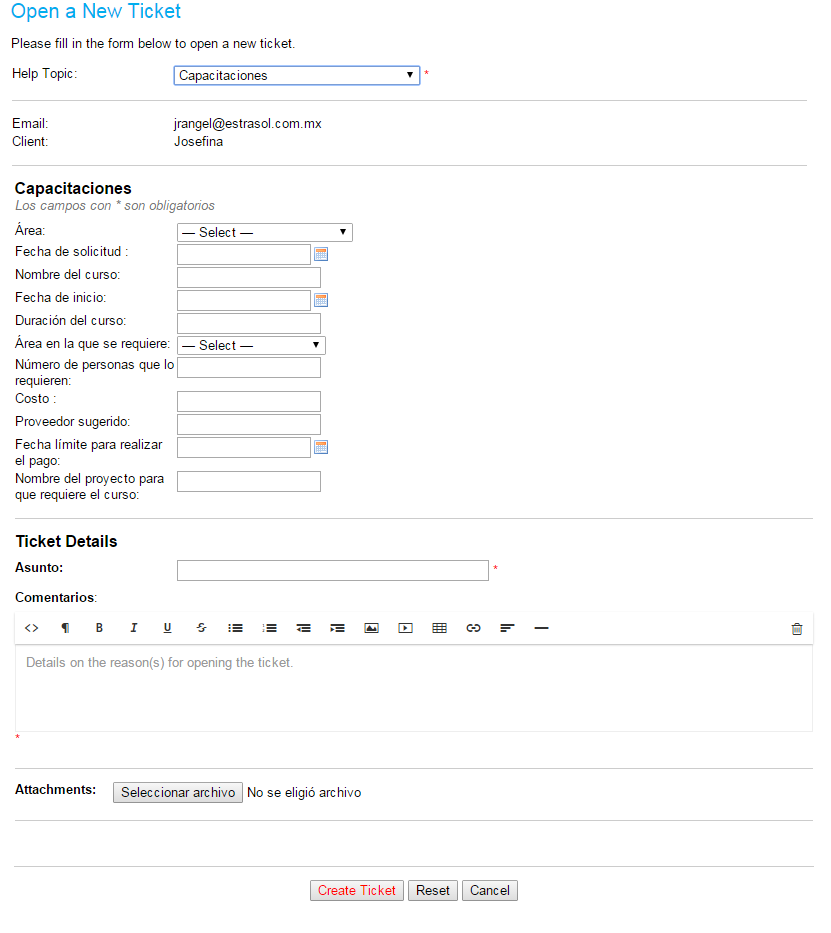 Open a New Ticket
Please fill in the form below to open a new ticket.
Help Topic: Capacitaciones *
Email: jrangel@estrasol.com.mx
Client: Josefina
Capacitaciones
Los campos con * son obligatorios
Área: — Select —
Fecha de solicitud :
Nombre del curso:
Fecha de inicio:
Duración del curso:
Área en la que se requiere: — Select —
Número de personas que lo
requieren:
Costo :
Proveedor sugerido:
Fecha límite para realizar
el pago:
Nombre del proyecto para
que requiere el curso:
Ticket Details
Asunto: *
Comentarios:
Details on the reason(s) for opening the ticket.
*
Attachments: Seleccionar archivo No se eligió archivo
Create Ticket Reset Cancel